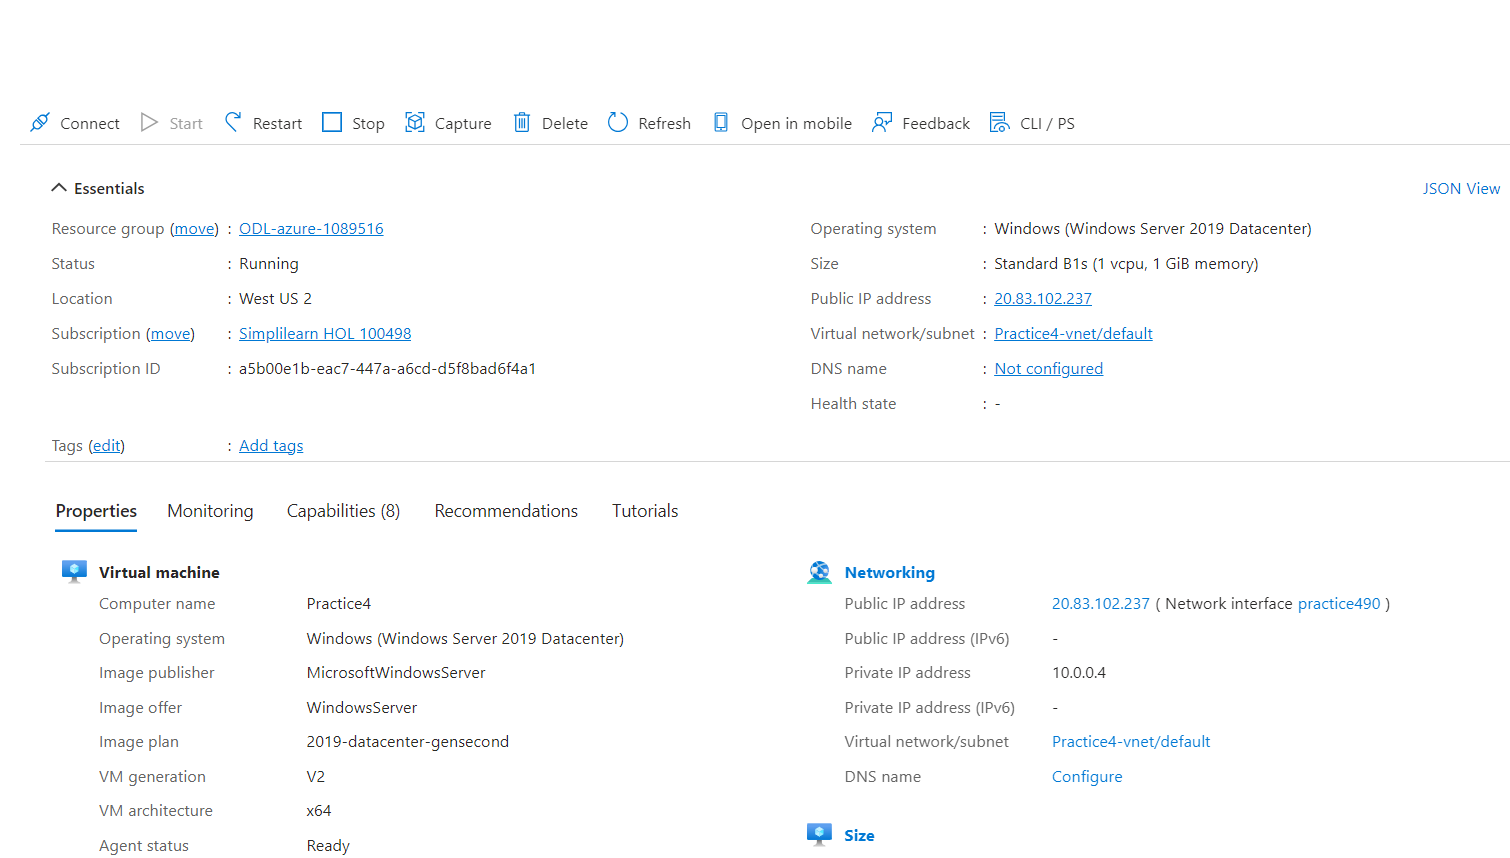 Connect Start Restart Stop Capture Delete Refresh Open in mobile Feedback CLI / PS
Essentials
JSON View
Resource group (move) : ODL-azure-1089516
Status : Running
Location : West US 2
Subscription (move) : Simplilearn HOL 100498
Subscription ID : a5b00e1b-eac7-447a-a6cd-d5f8bad6f4a1
Tags (edit) : Add tags
Operating system : Windows (Windows Server 2019 Datacenter)
Size : Standard B1s (1 vcpu, 1 GiB memory)
Public IP address : 20.83.102.237
Virtual network/subnet : Practice4-vnet/default
DNS name : Not configured
Health state : -
Properties Monitoring Capabilities (8) Recommendations Tutorials
Virtual machine
Computer name Practice4
Operating system Windows (Windows Server 2019 Datacenter)
Image publisher MicrosoftWindowsServer
Image offer WindowsServer
Image plan 2019-datacenter-gensecond
VM generation V2
VM architecture x64
Agent status Ready
Networking
Public IP address 20.83.102.237 ( Network interface practice490 )
Public IP address (IPv6) -
Private IP address 10.0.0.4
Private IP address (IPv6) -
Virtual network/subnet Practice4-vnet/default
DNS name Configure
Size